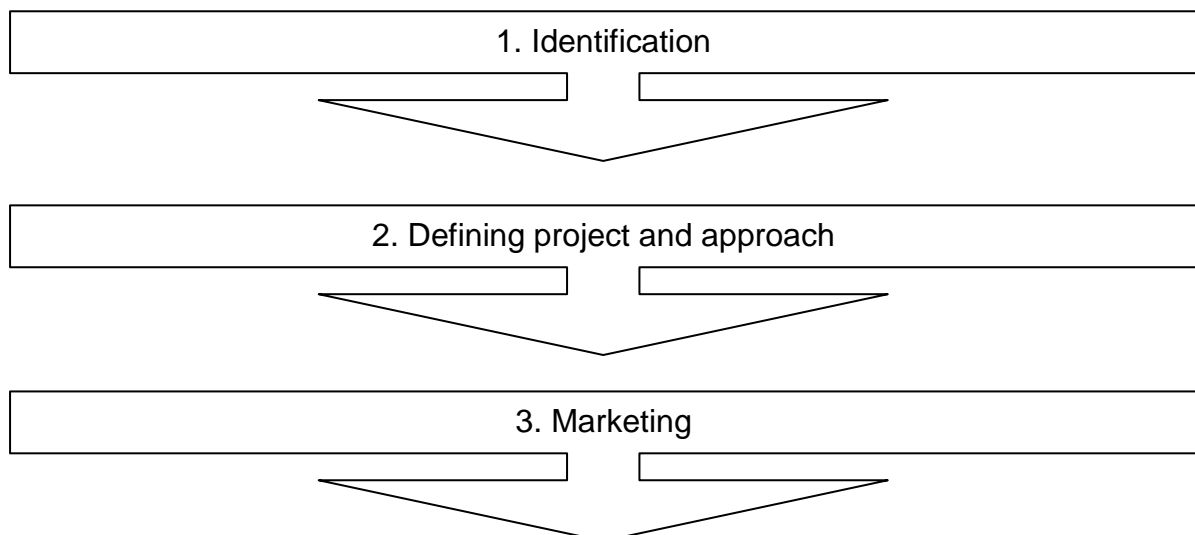 1. Identification
2. Defining project and approach
3. Marketing